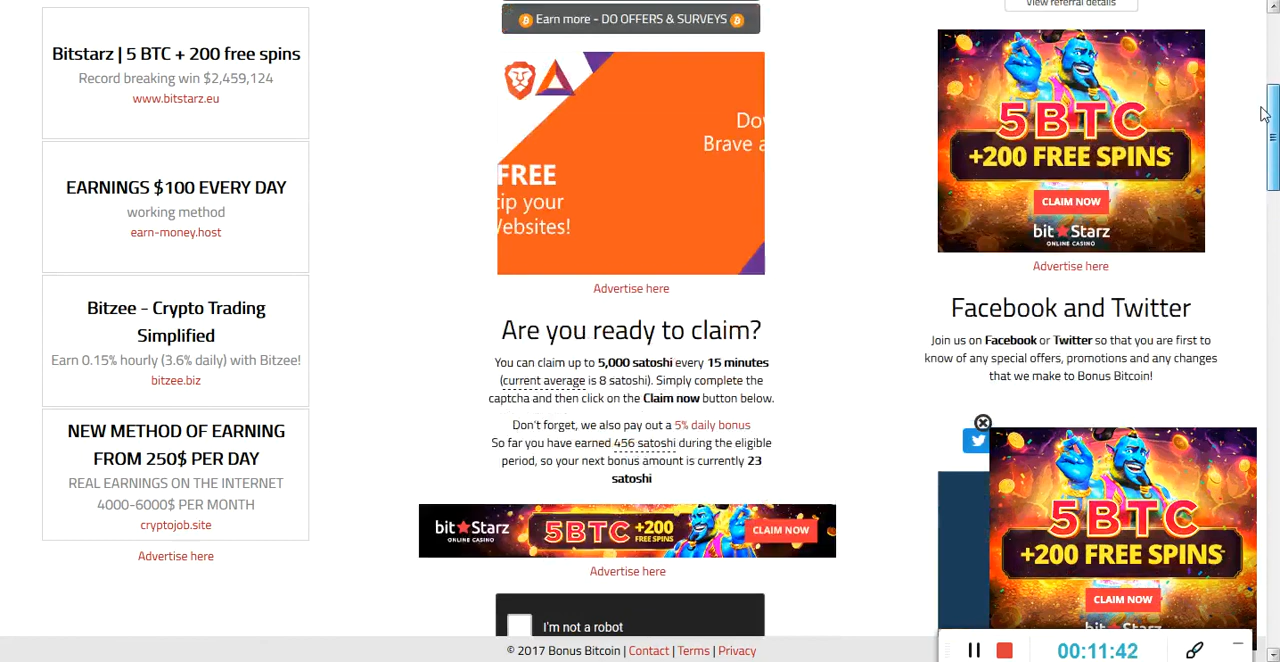 Bitstarz | 5 BTC + 200 free spins
Record breaking win $2,459,124
www.bitstarz.eu
EARNINGS $100 EVERY DAY
working method
earn-money.host
Bitzee - Crypto Trading
Simplified
Earn 0.15% hourly (3.6% daily) with Bitzee!
bitzee.biz
NEW METHOD OF EARNING
FROM 250$ PER DAY
REAL EARNINGS ON THE INTERNET
4000-6000$ PER MONTH
cryptojob.site
Advertise here
Earn more - DO OFFERS & SURVEYS
Brave
FREE
tip your
Websites!
Advertise here
Are you ready to claim?
You can claim up to 5,000 satoshi every 15 minutes
(current average is 8 satoshi). Simply complete the
captcha and then click on the Claim now button below.
Don't forget, we also pay out a 5% daily bonus
So far you have earned 456 satoshi during the eligible
period, so your next bonus amount is currently 23
satoshi
bitStarz
ONLINE CASINO
5BTC +200
FREE SPINS
CLAIM NOW
Advertise here
I'm not a robot
© 2017 Bonus Bitcoin | Contact | Terms | Privacy
View referral details
5BTC
+200 FREE SPINS
CLAIM NOW
bitStarz
ONLINE CASINO
Advertise here
Facebook and Twitter
Join us on Facebook or Twitter so that you are first to
know of any special offers, promotions and any changes
that we make to Bonus Bitcoin!
5BTC
+200 FREE SPINS
CLAIM NOW
bitStarz
00:11:42